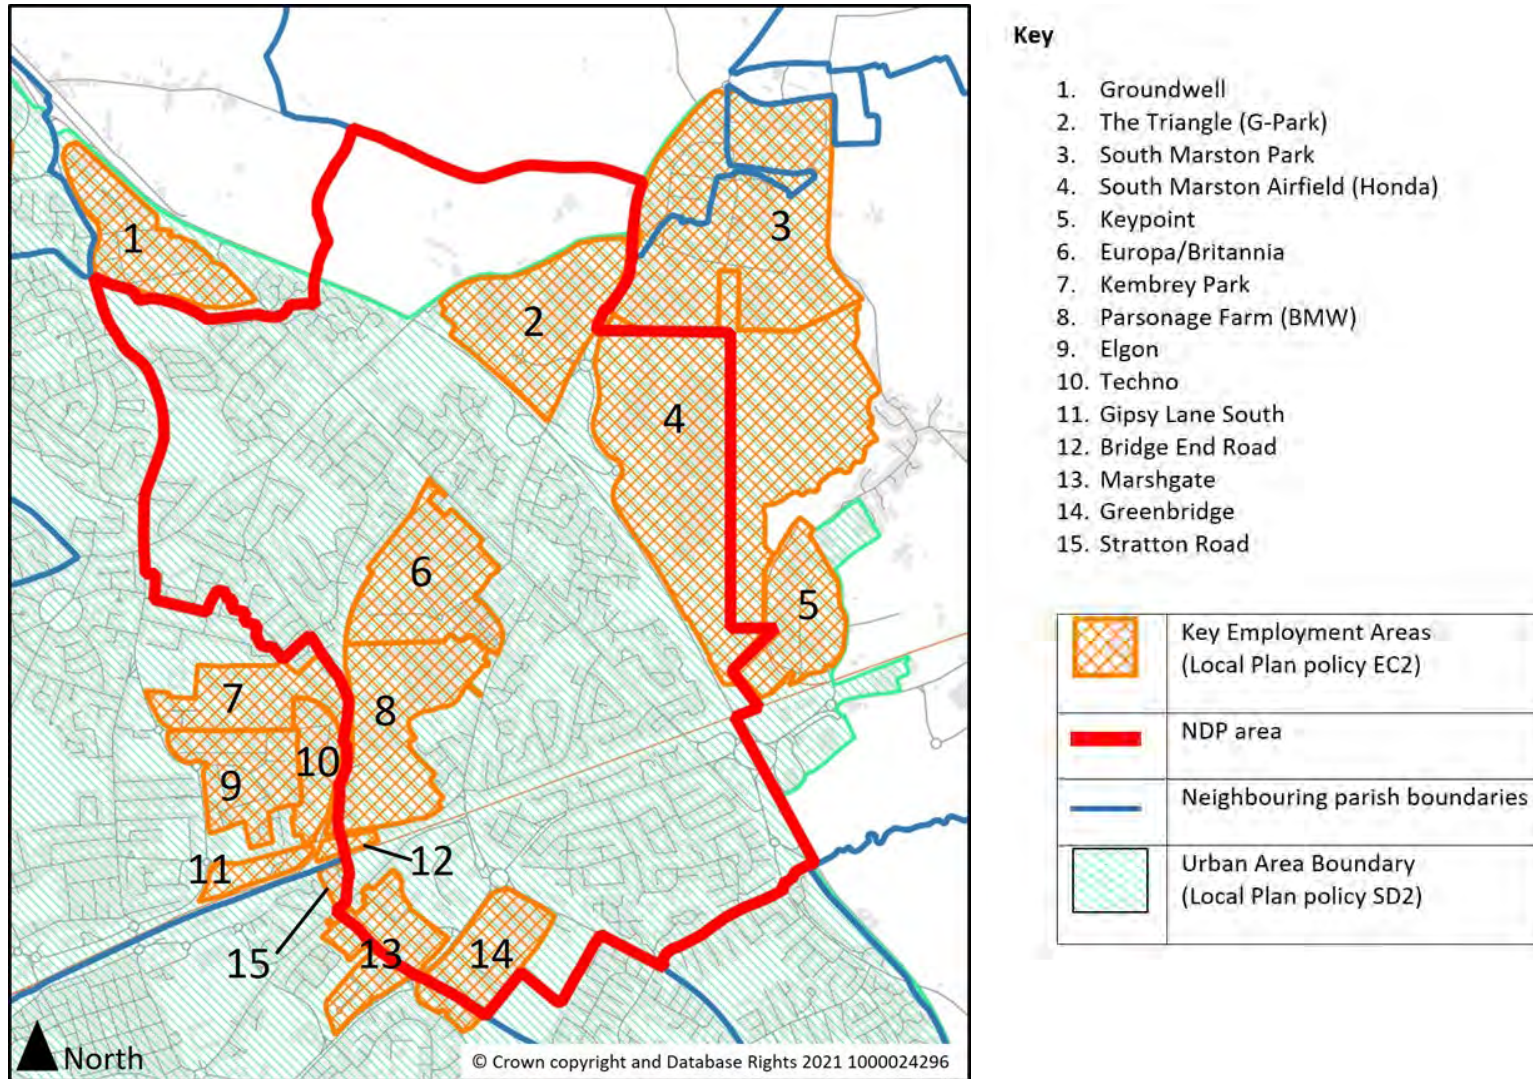 1
2
3
4
5
6
7
8
9
10
11
12
13
14
15
North
© Crown copyright and Database Rights 2021 1000024296
Key
1. Groundwell
2. The Triangle (G-Park)
3. South Marston Park
4. South Marston Airfield (Honda)
5. Keypoint
6. Europa/Britannia
7. Kembrey Park
8. Parsonage Farm (BMW)
9. Elgon
10. Techno
11. Gipsy Lane South
12. Bridge End Road
13. Marshgate
14. Greenbridge
15. Stratton Road
Key Employment Areas
(Local Plan policy EC2)
NDP area
Neighbouring parish boundaries
Urban Area Boundary
(Local Plan policy SD2)